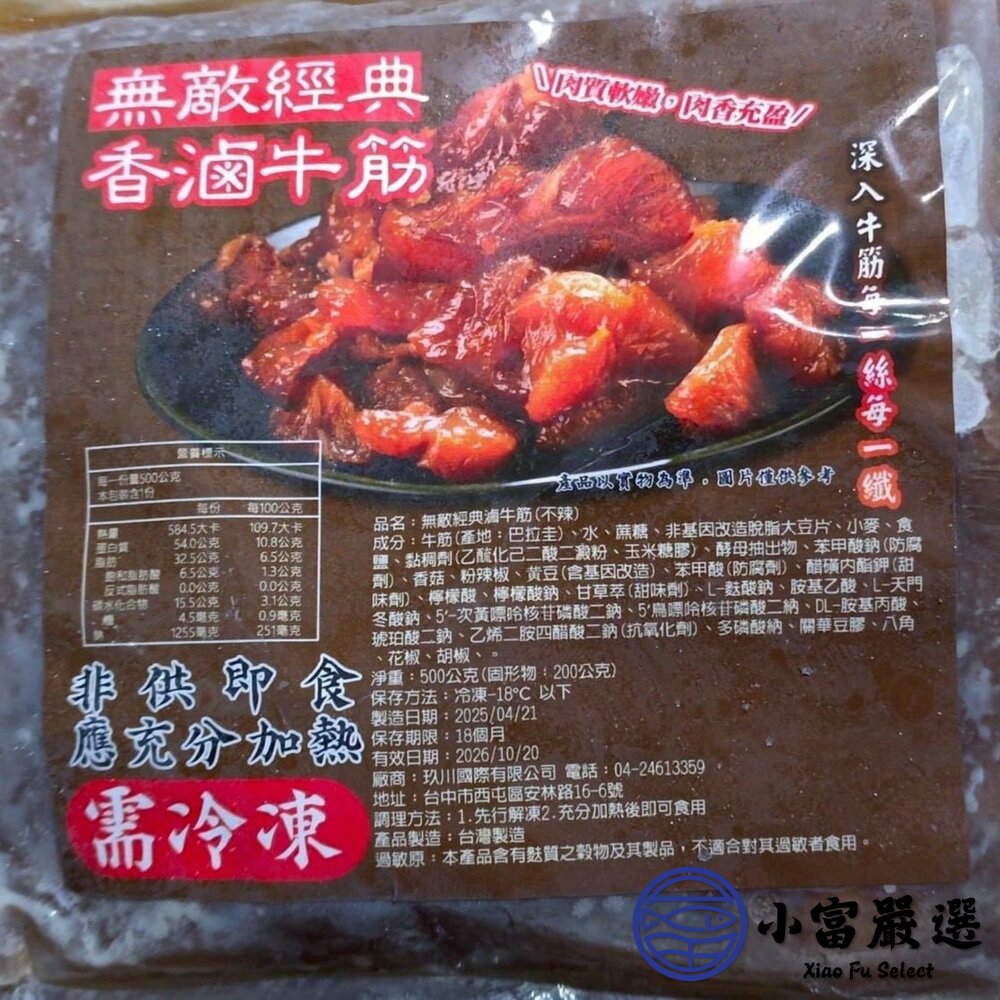 無敵經典
香滷牛筋
\肉質軟嫩，肉香充盈/
深入牛筋每一絲每一纖
產品以實物為準，圖片僅供參考
營養標示
每一份量500公克
本包裝含1份
每份 每100公克
熱量 584.5大卡 109.7大卡
蛋白質 54.0公克 10.8公克
脂肪 32.5公克 6.5公克
飽和脂肪酸 6.5公克 1.3公克
反式脂肪酸 0.0公克 0.0公克
碳水化合物 15.5公克 3.1公克
糖 4.5毫克 0.9毫克
鈉 1255毫克 251毫克
品名：無敵經典滷牛筋(不辣)
成分：牛筋(產地：巴拉圭)、水、蔗糖、非基因改造脫脂大豆片、小麥、食
鹽、黏稠劑(乙醯化己二酸二澱粉、玉米糖膠)、酵母抽出物、苯甲酸鈉(防腐
劑)、香菇、粉辣椒、黃豆(含基因改造)、苯甲酸(防腐劑)、醋磺內酯鉀(甜
味劑)、檸檬酸、檸檬酸鈉、甘草萃(甜味劑)、L-麩酸鈉、胺基乙酸、L-天門
冬酸鈉、5'-次黃嘌呤核苷磷酸二鈉、5'鳥嘌呤核苷磷酸二納、DL-胺基丙酸、
琥珀酸二鈉、乙烯二胺四醋酸二鈉(抗氧化劑)、多磷酸納、關華豆膠、八角
、花椒、胡椒、。
淨重：500公克(固形物：200公克)
保存方法：冷凍-18℃ 以下
製造日期：2025/04/21
保存期限：18個月
有效日期：2026/10/20
廠商：玖川國際有限公司 電話：04-24613359
地址：台中市西屯區安林路16-6號
調理方法：1.先行解凍2.充分加熱後即可食用
產品製造：台灣製造
過敏原：本產品含有麩質之穀物及其製品，不適合對其過敏者食用。
非供即食
應充分加熱
需冷凍
小富嚴選
Xiao Fu Select